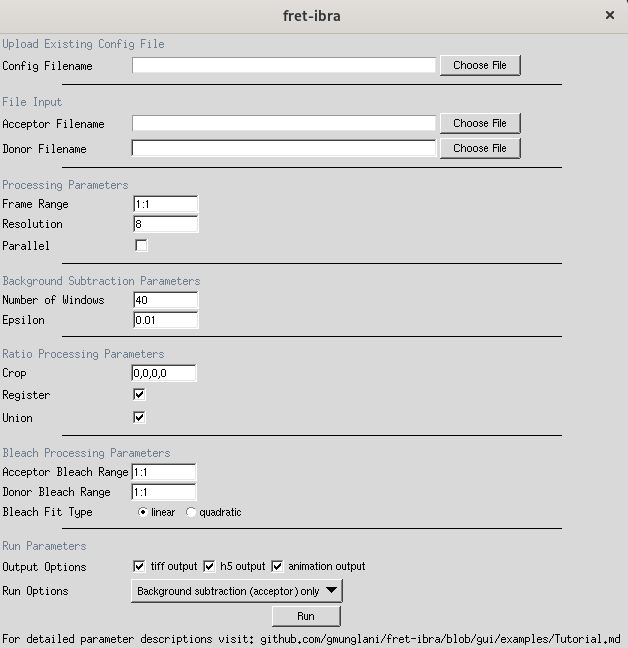 fret-ibra ×
Upload Existing Config File
Config Filename Choose File
File Input
Acceptor Filename Choose File
Donor Filename Choose File
Processing Parameters
Frame Range 1:1
Resolution 8
Parallel
Background Subtraction Parameters
Number of Windows 40
Epsilon 0.01
Ratio Processing Parameters
Crop 0,0,0,0
Register
Union
Bleach Processing Parameters
Acceptor Bleach Range 1:1
Donor Bleach Range 1:1
Bleach Fit Type linear quadratic
Run Parameters
Output Options tiff output h5 output animation output
Run Options Background subtraction (acceptor) only
Run
For detailed parameter descriptions visit: github.com/gmunglani/fret-ibra/blob/gui/examples/Tutorial.md